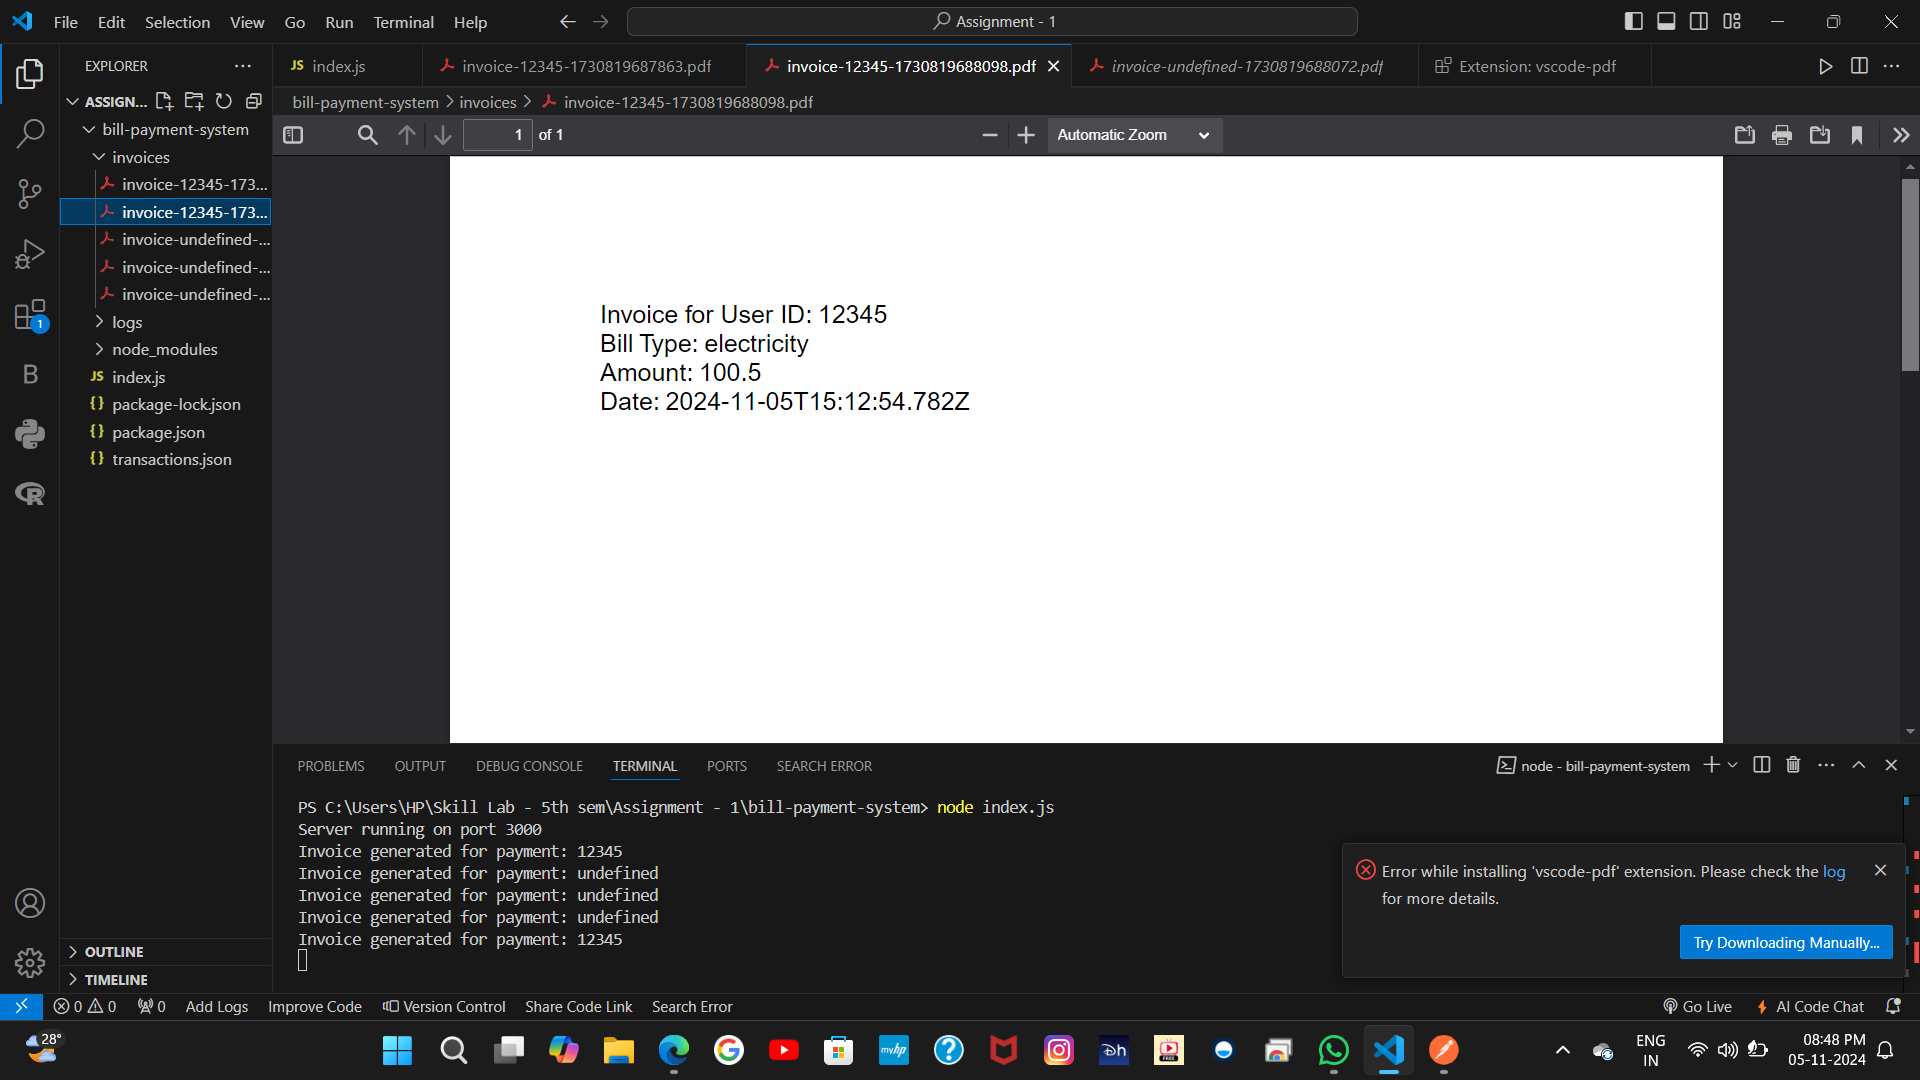 File Edit Selection View Go Run Terminal Help
Assignment - 1
EXPLORER
index.js
invoice-12345-1730819687863.pdf
invoice-12345-1730819688098.pdf
invoice-undefined-1730819688072.pdf
Extension: vscode-pdf
ASSIGN...
bill-payment-system
invoices
invoice-12345-173...
invoice-12345-173...
invoice-undefined-...
invoice-undefined-...
invoice-undefined-...
logs
node_modules
JS index.js
{} package-lock.json
{} package.json
{} transactions.json
OUTLINE
TIMELINE
bill-payment-system > invoices > invoice-12345-1730819688098.pdf
1 of 1
Automatic Zoom
Invoice for User ID: 12345
Bill Type: electricity
Amount: 100.5
Date: 2024-11-05T15:12:54.782Z
PROBLEMS OUTPUT DEBUG CONSOLE TERMINAL PORTS SEARCH ERROR
node - bill-payment-system
PS C:\Users\HP\Skill Lab - 5th sem\Assignment - 1\bill-payment-system> node index.js
Server running on port 3000
Invoice generated for payment: 12345
Invoice generated for payment: undefined
Invoice generated for payment: undefined
Invoice generated for payment: undefined
Invoice generated for payment: 12345
Error while installing 'vscode-pdf' extension. Please check the log
for more details.
Try Downloading Manually...
0 0 0 Add Logs Improve Code Version Control Share Code Link Search Error
Go Live AI Code Chat
28°
myhp
Dh
FREE
ENG
IN
08:48 PM
05-11-2024